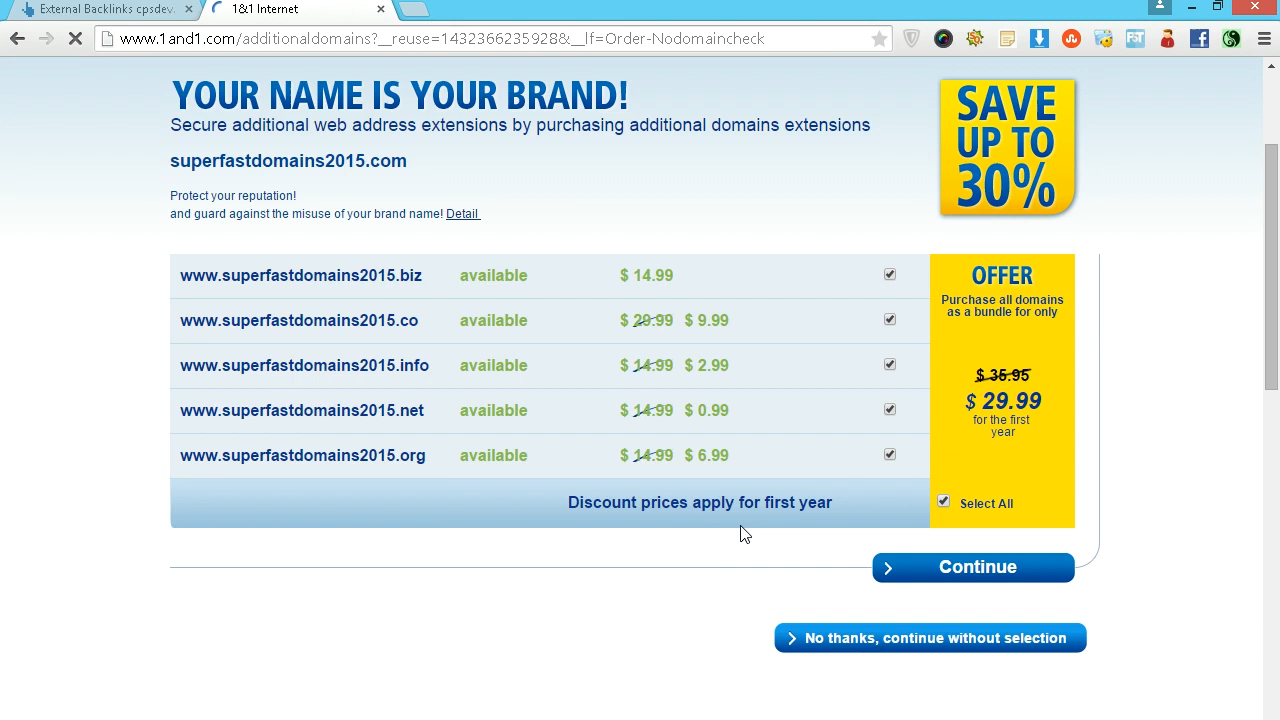 External Backlinks cpsdev.
1&1 Internet
www.1and1.com/additionaldomains?__reuse=1433766235928&__lf=Order-Nodomaincheck
YOUR NAME IS YOUR BRAND!
Secure additional web address extensions by purchasing additional domains extensions
superfastdomains2015.com
Protect your reputation!
and guard against the misuse of your brand name! Detail
SAVE
UP TO
30%
www.superfastdomains2015.biz available $ 14.99
www.superfastdomains2015.co available $ 29.99 $ 9.99
www.superfastdomains2015.info available $ 14.99 $ 2.99
www.superfastdomains2015.net available $ 14.99 $ 0.99
www.superfastdomains2015.org available $ 14.99 $ 6.99
Discount prices apply for first year
OFFER
Purchase all domains
as a bundle for only
$ 35.95
$ 29.99
for the first
year
Select All
Continue
No thanks, continue without selection